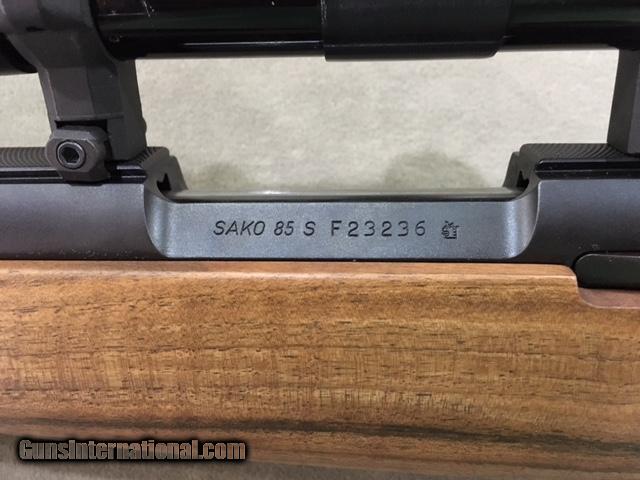 SAKO 85 S F23236
GunsInternational.com